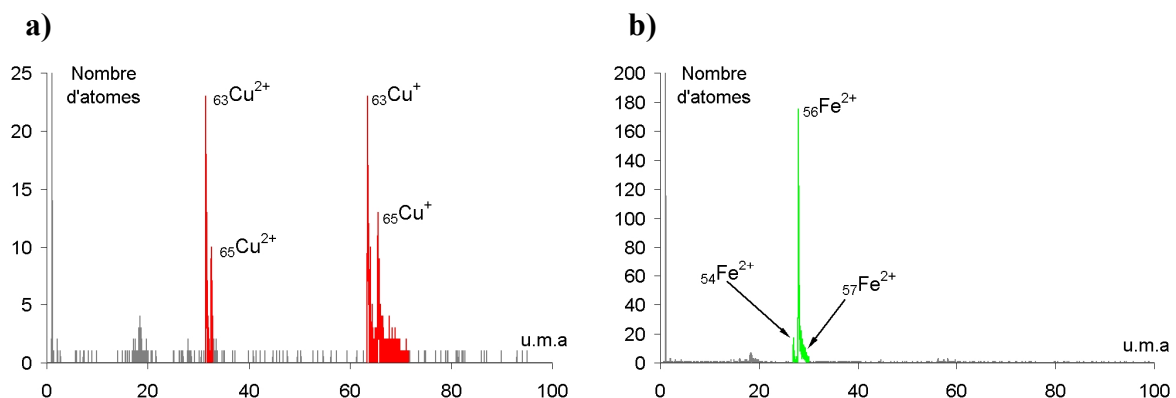 a)
25
20
15
10
5
0
Nombre
d'atomes
63Cu2+
65Cu2+
63Cu+
65Cu+
u.m.a
0 20 40 60 80 100
b)
200
180
160
140
120
100
80
60
40
20
0
Nombre
d'atomes
56Fe2+
54Fe2+
57Fe2+
u.m.a
0 20 40 60 80 100